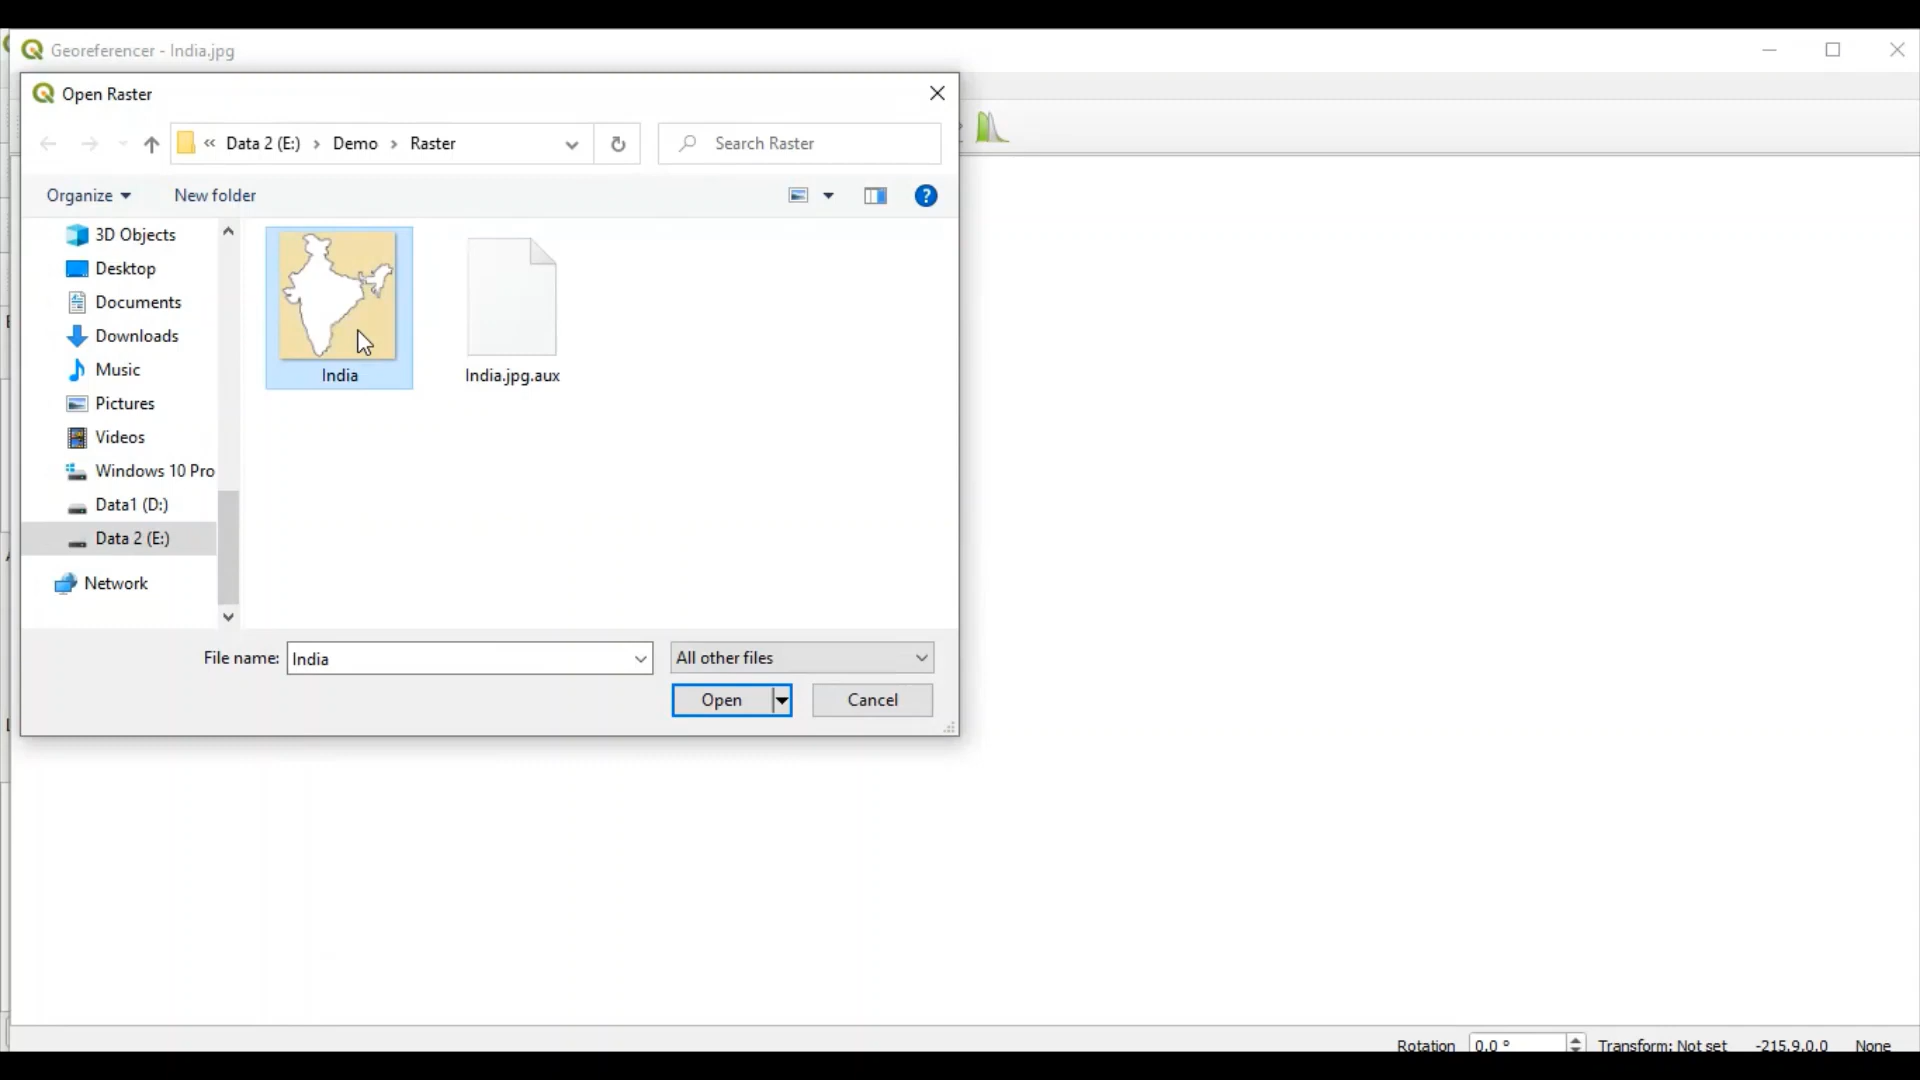 Georeferencer - India.jpg
Open Raster
« Data 2 (E:) › Demo › Raster
Search Raster
Organize
New folder
3D Objects
Desktop
Documents
Downloads
Music
Pictures
Videos
Windows 10 Pro
Data1 (D:)
Data 2 (E:)
Network
India
India.jpg.aux
File name: India
All other files
Open
Cancel
Rotation 0.0 ° Transform: Not set -215.9,0.0 None